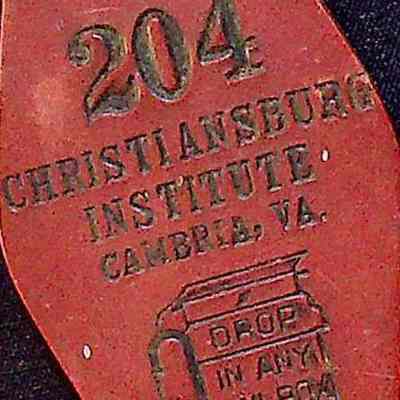 204
CHRISTIANSBURG
INSTITUTE
CAMBRIA, VA.
DROP
IN ANY